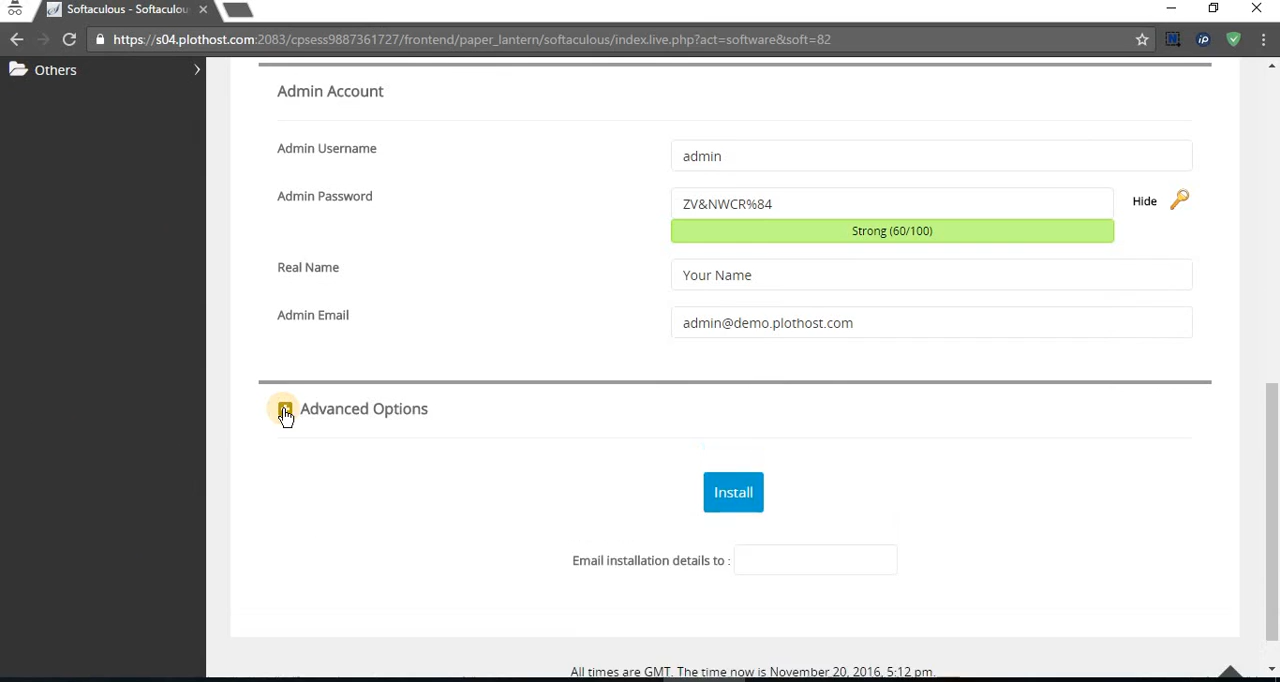 Softaculous - Softaculou
https://s04.plothost.com:2083/cpsess9887361727/frontend/paper_lantern/softaculous/index.live.php?act=software&soft=82
Others
Admin Account
Admin Username
admin
Admin Password
ZV&NWCR%84
Hide
Strong (60/100)
Real Name
Your Name
Admin Email
admin@demo.plothost.com
Advanced Options
Install
Email installation details to :
All times are GMT. The time now is November 20, 2016, 5:12 pm.